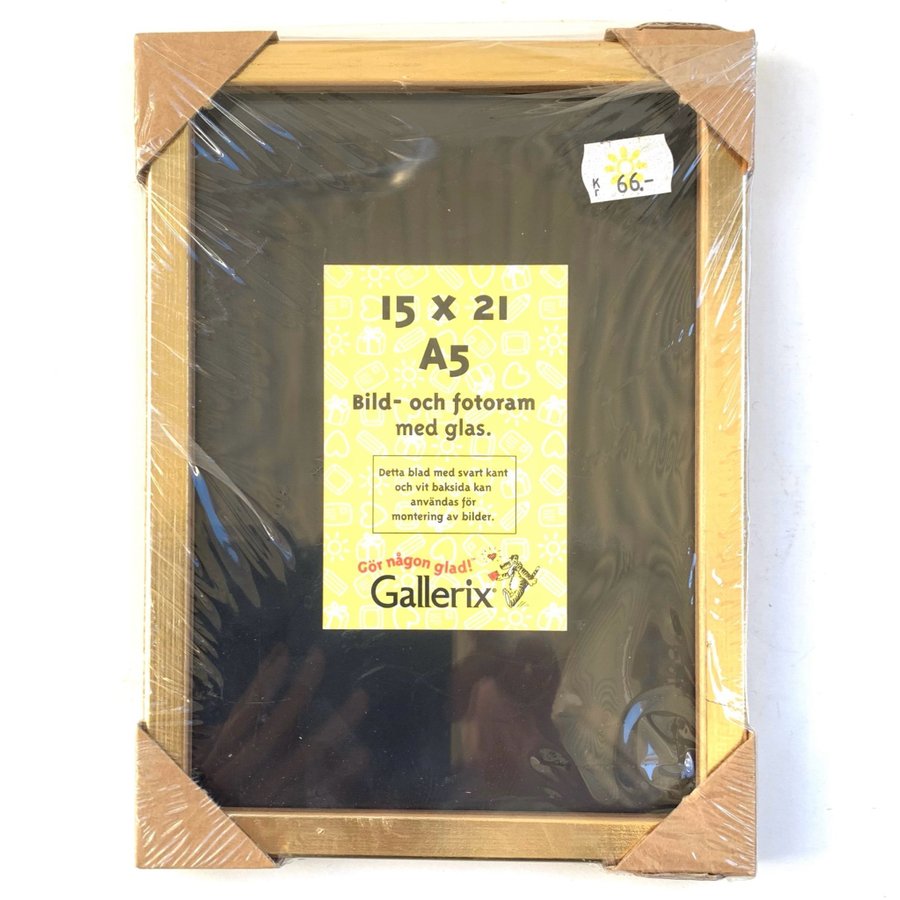 Kr 66.-
15 x 21
A5
Bild- och fotoram
med glas.
Detta blad med svart kant
och vit baksida kan
användas för
montering av bilder.
Gör någon glad!™
Gallerix®